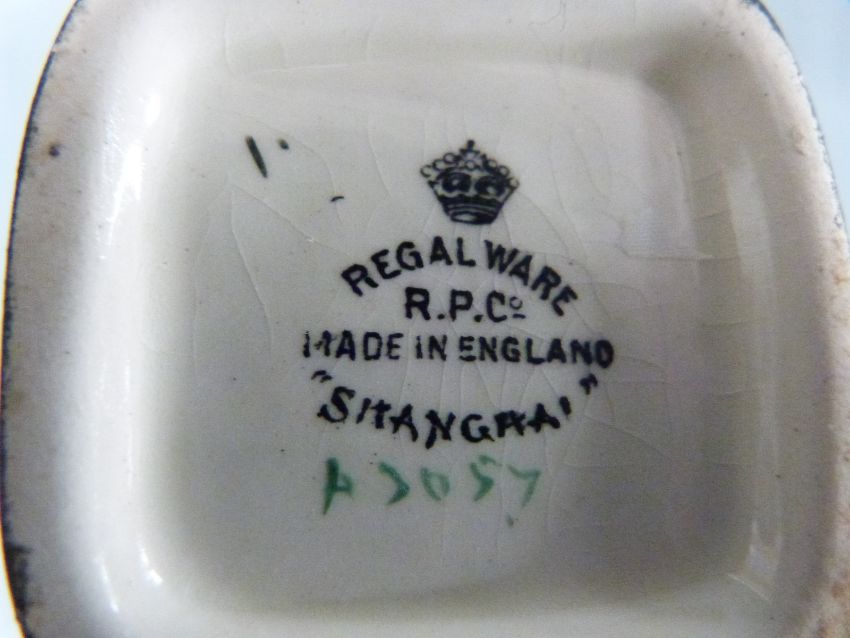 REGAL WARE
R.P.Co
MADE IN ENGLAND
"SHANGHAI"
A3057